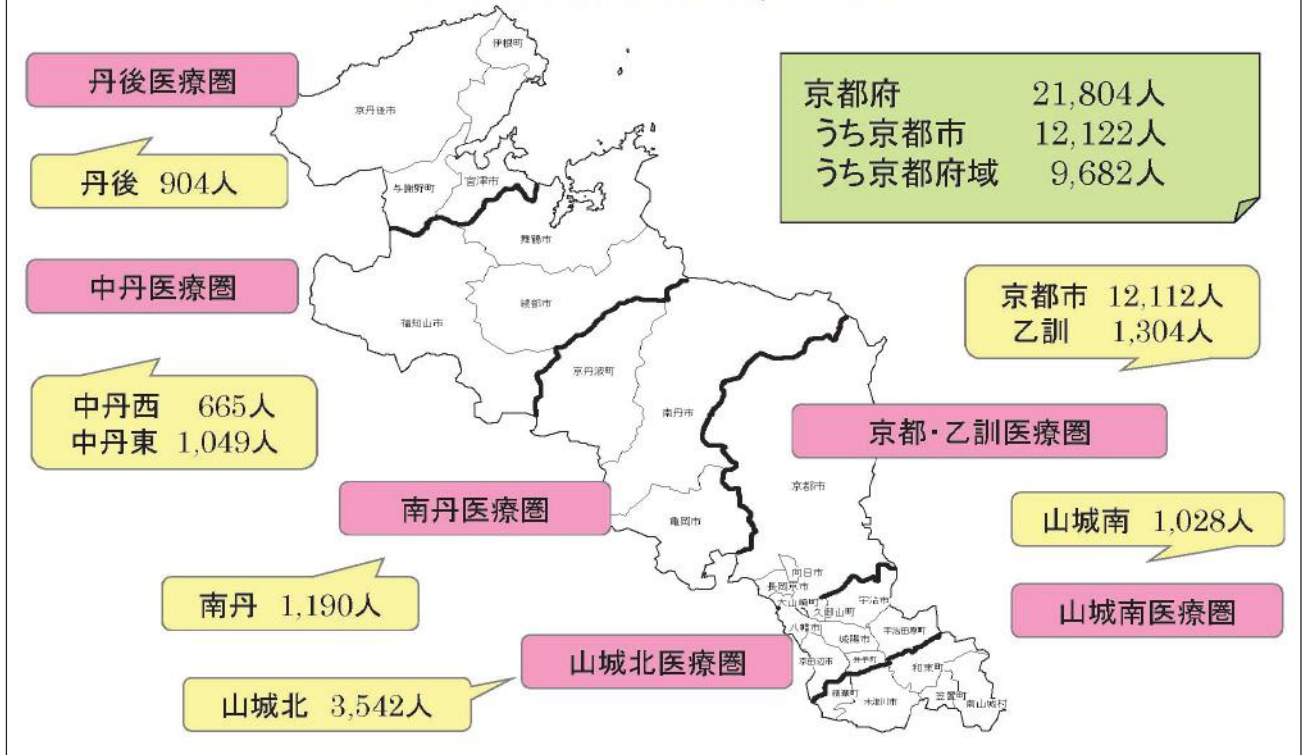 丹後医療圏
丹後 904人
中丹医療圏
中丹西 665人
中丹東 1,049人
南丹医療圏
南丹 1,190人
山城北医療圏
山城北 3,542人
京都府 21,804人
うち京都市 12,122人
うち京都府域 9,682人
京都市 12,112人
乙訓 1,304人
京都・乙訓医療圏
山城南 1,028人
山城南医療圏
伊根町
京丹後市
与謝野町
宮津市
舞鶴市
綾部市
福知山市
京丹波町
南丹市
京都市
亀岡市
向日市
長岡京市
大山崎町
久御山町
宇治市
八幡市
城陽市
宇治田原町
京田辺市
井手町
和束町
精華町
木津川市
笠置町
南山城村